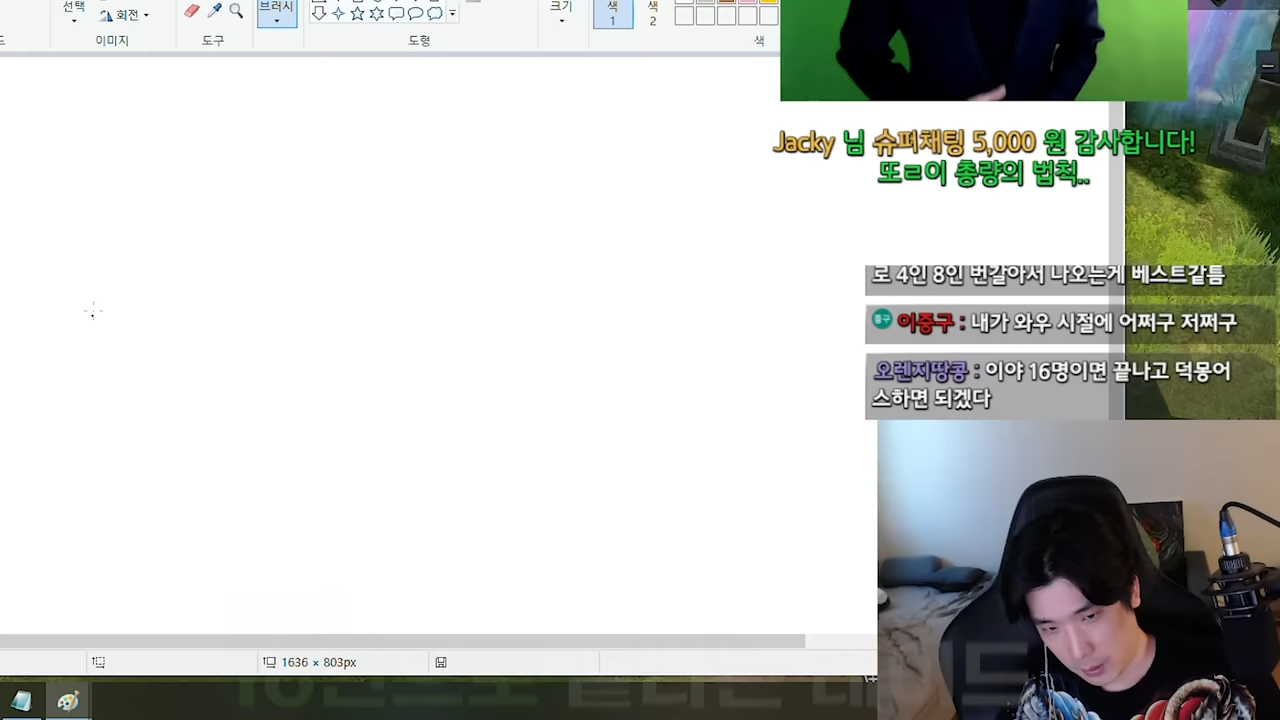 선택
회전
브러시
크기
색
1
색
2
이미지
도구
도형
색
Jacky 님 슈퍼채팅 5,000 원 감사합니다!
또ㄹ이 총량의 법칙..
로 4인 8인 번갈아서 나오는게 베스트같틈
중구 이중구 : 내가 와우 시절에 어쩌구 저쩌구
오렌지땅콩 : 이야 16명이면 끝나고 덕몽어
스하면 되겠다
1636 × 803px